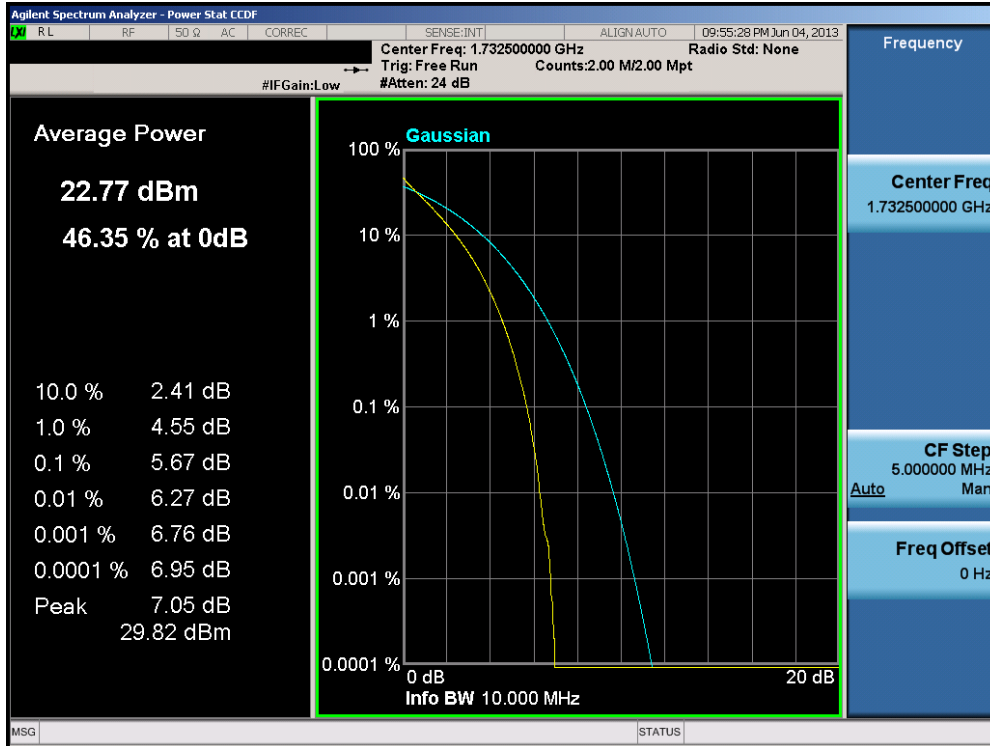 Agilent Spectrum Analyzer - Power Stat CCDF
LXI RL RF 50 Ω AC CORREC SENSE:INT ALIGN AUTO 09:55:28 PM Jun 04, 2013
Center Freq: 1.732500000 GHz Radio Std: None
Trig: Free Run Counts:2.00 M/2.00 Mpt
#IFGain:Low #Atten: 24 dB
Average Power
22.77 dBm
46.35 % at 0dB
10.0 % 2.41 dB
1.0 % 4.55 dB
0.1 % 5.67 dB
0.01 % 6.27 dB
0.001 % 6.76 dB
0.0001 % 6.95 dB
Peak 7.05 dB
29.82 dBm
Gaussian
100 %
10 %
1 %
0.1 %
0.01 %
0.001 %
0.0001 %
0 dB 20 dB
Info BW 10.000 MHz
Frequency
Center Freq
1.732500000 GHz
CF Step
5.000000 MHz
Auto Man
Freq Offset
0 Hz
MSG STATUS